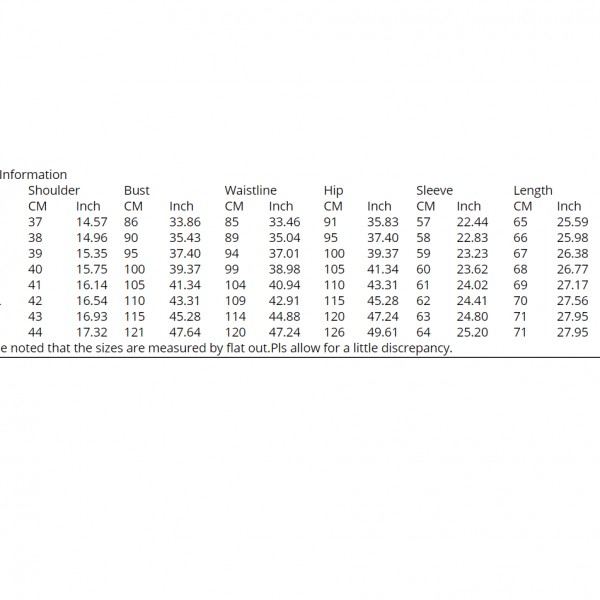 Information
Shoulder Bust Waistline Hip Sleeve Length
CM Inch CM Inch CM Inch CM Inch CM Inch CM Inch
37 14.57 86 33.86 85 33.46 91 35.83 57 22.44 65 25.59
38 14.96 90 35.43 89 35.04 95 37.40 58 22.83 66 25.98
39 15.35 95 37.40 94 37.01 100 39.37 59 23.23 67 26.38
40 15.75 100 39.37 99 38.98 105 41.34 60 23.62 68 26.77
41 16.14 105 41.34 104 40.94 110 43.31 61 24.02 69 27.17
42 16.54 110 43.31 109 42.91 115 45.28 62 24.41 70 27.56
43 16.93 115 45.28 114 44.88 120 47.24 63 24.80 71 27.95
44 17.32 121 47.64 120 47.24 126 49.61 64 25.20 71 27.95
e noted that the sizes are measured by flat out.Pls allow for a little discrepancy.